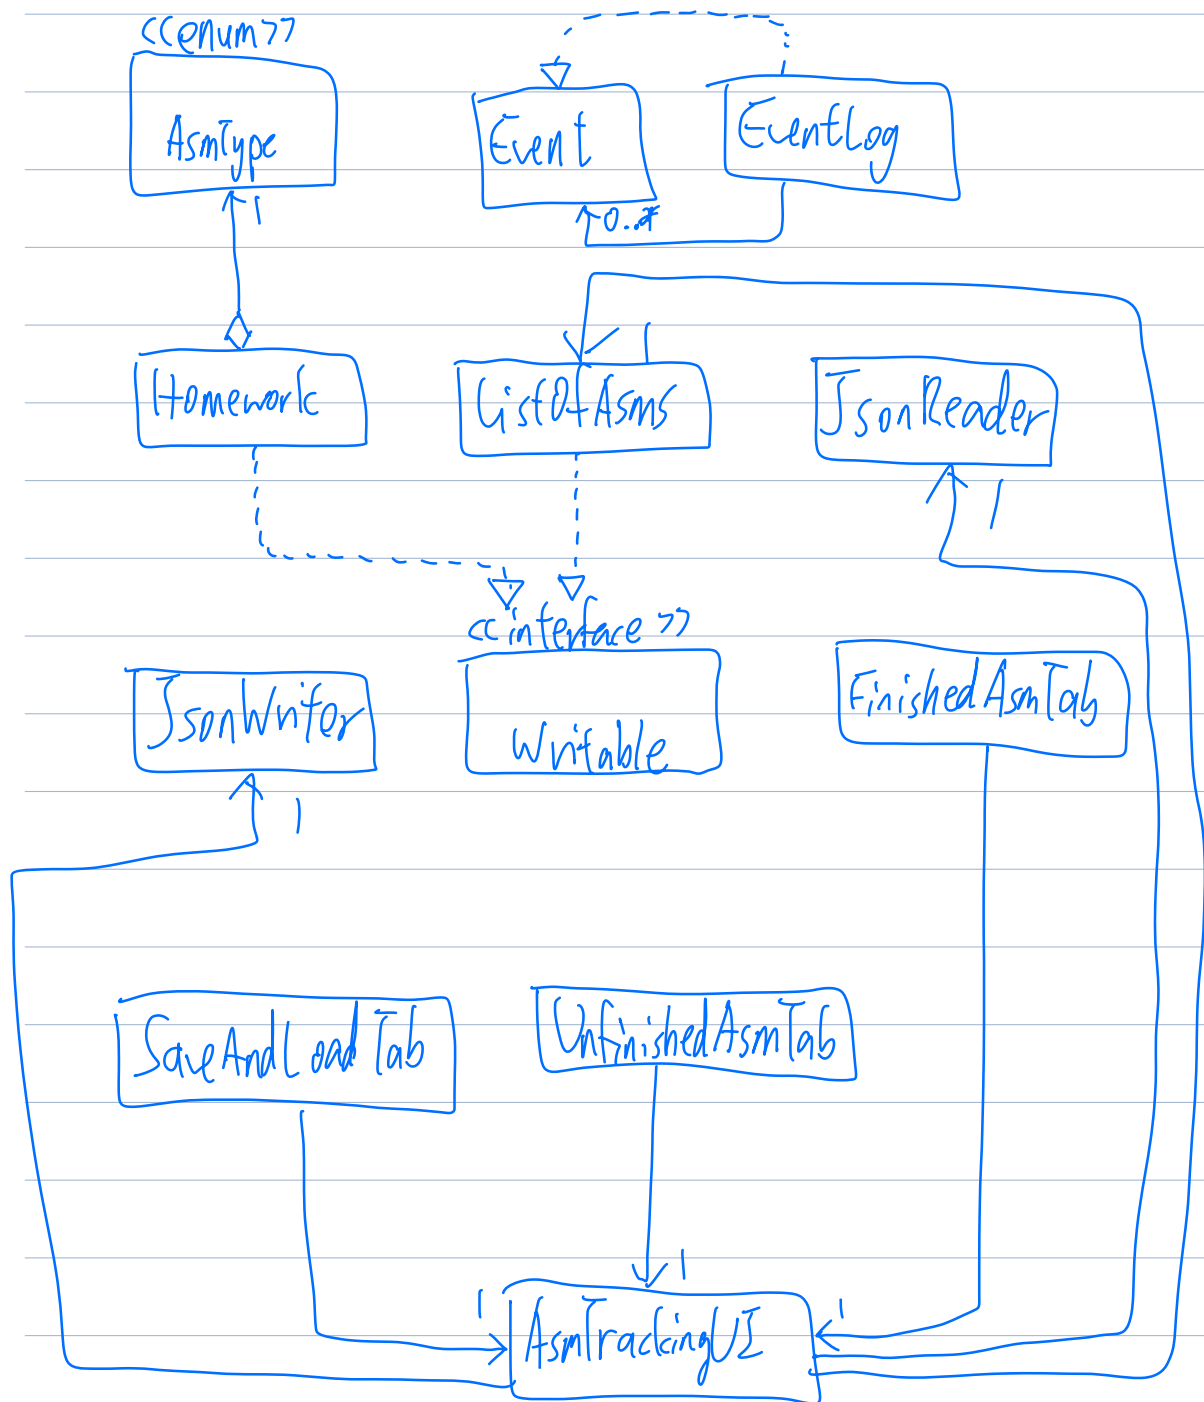 <<enum>>
AsmType
Event
EventLog
1
0..*
1
Homework
ListOfAsms
JsonReader
1
<<interface>>
JsonWriter
Writable
FinishedAsmTab
1
SaveAndLoadTab
UnfinishedAsmTab
1
1
1
AsmTrackingUI